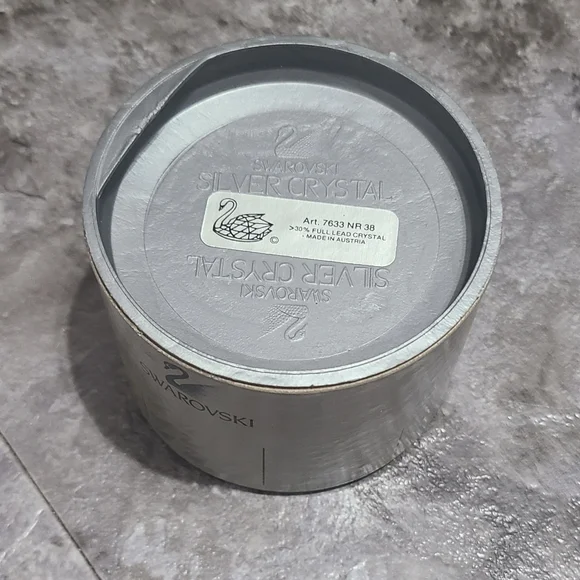 SWAROVSKI
SILVER CRYSTAL
Art. 7633 NR 38
>30% FULL LEAD CRYSTAL
- MADE IN AUSTRIA
©
SILVER CRYSTAL
SWAROVSKI
SWAROVSKI